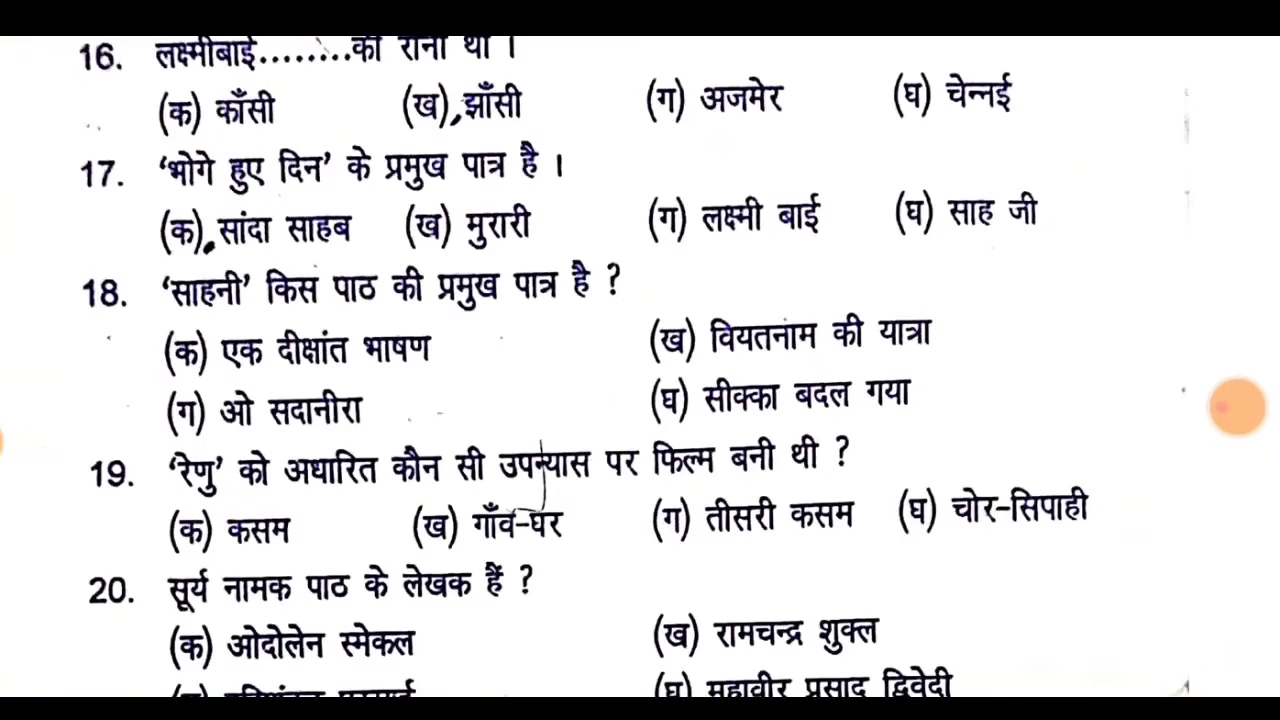 16. लक्ष्मीबाई........की रानी थी ।
(क) काँसी (ख) झाँसी (ग) अजमेर (घ) चेन्नई
17. ‘भोगे हुए दिन’ के प्रमुख पात्र है ।
(क) सांदा साहब (ख) मुरारी (ग) लक्ष्मी बाई (घ) साह जी
18. ‘साहनी’ किस पाठ की प्रमुख पात्र है ?
(क) एक दीक्षांत भाषण (ख) वियतनाम की यात्रा
(ग) ओ सदानीरा (घ) सीक्का बदल गया
19. ‘रेणु’ को अधारित कौन सी उपन्यास पर फिल्म बनी थी ?
(क) कसम (ख) गाँव-घर (ग) तीसरी कसम (घ) चोर-सिपाही
20. सूर्य नामक पाठ के लेखक हैं ?
(क) ओदोलेन स्मेकल (ख) रामचन्द्र शुक्ल
(घ) महावीर प्रसाद द्विवेदी